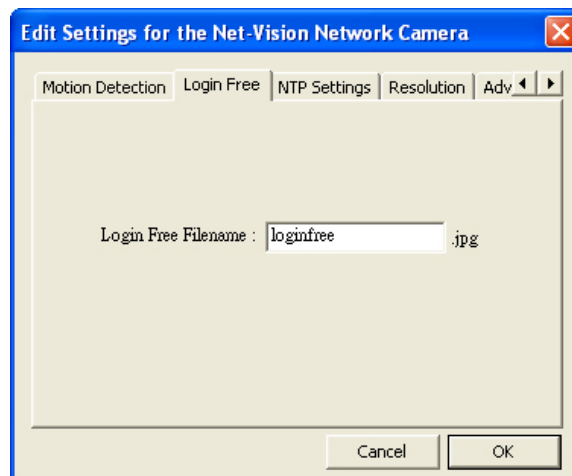 Edit Settings for the Net-Vision Network Camera
Motion Detection Login Free NTP Settings Resolution Adv
Login Free Filename : loginfree .jpg
Cancel OK